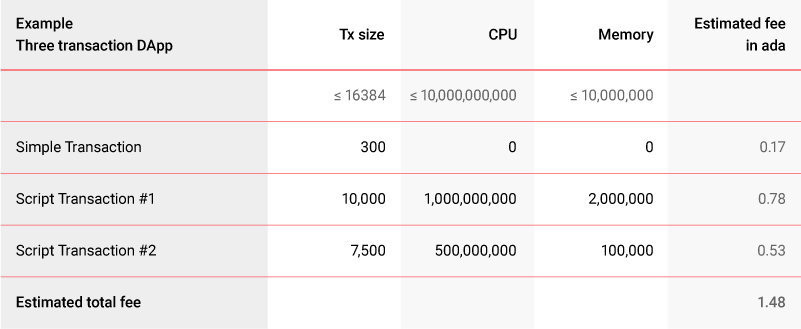 Example
Three transaction DApp Tx size CPU Memory Estimated fee
in ada
≤ 16384 ≤ 10,000,000,000 ≤ 10,000,000
Simple Transaction 300 0 0 0.17
Script Transaction #1 10,000 1,000,000,000 2,000,000 0.78
Script Transaction #2 7,500 500,000,000 100,000 0.53
Estimated total fee 1.48